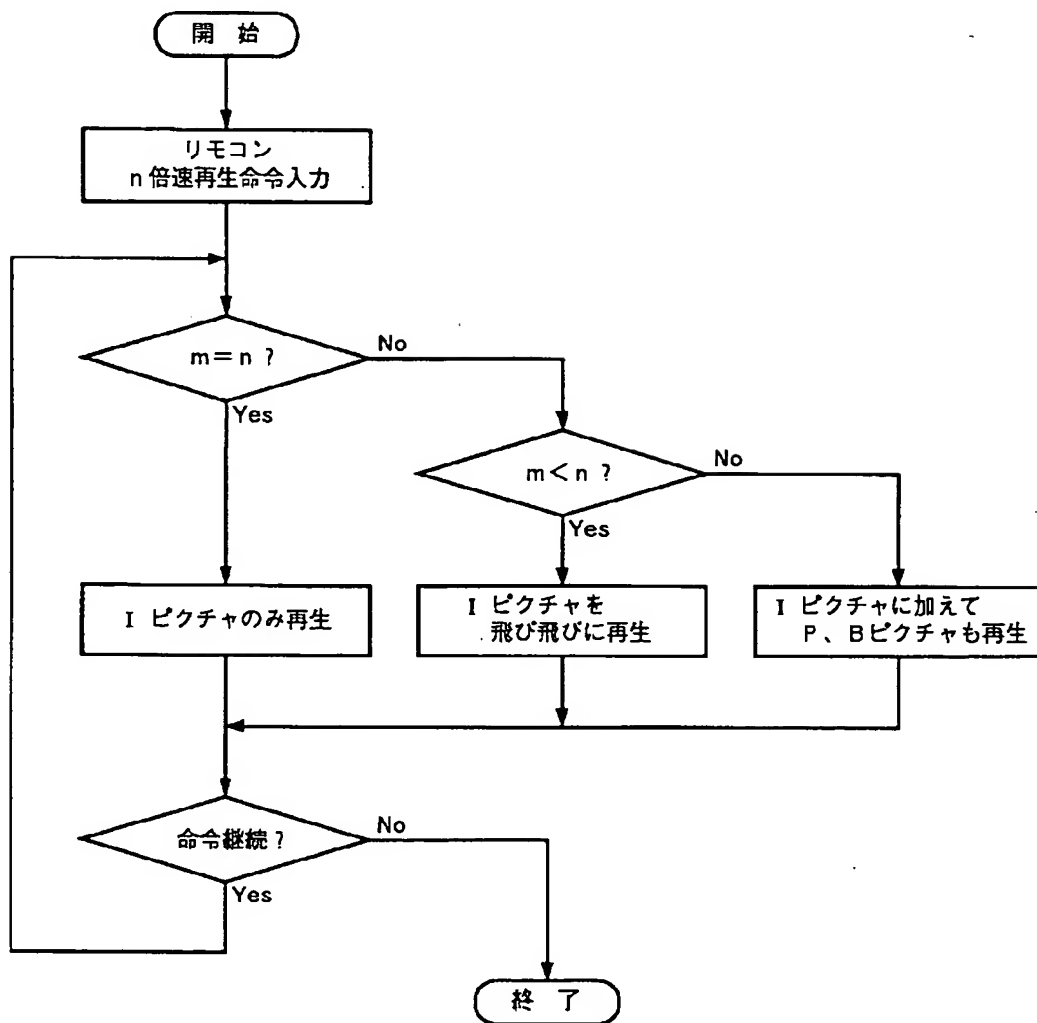 開 始
リモコン
n 倍速再生命令入力
m=n ?
No
Yes
m<n ?
No
Yes
I ピクチャのみ再生
I ピクチャを
飛び飛びに再生
I ピクチャに加えて
P、Bピクチャも再生
命令継続?
No
Yes
終 了